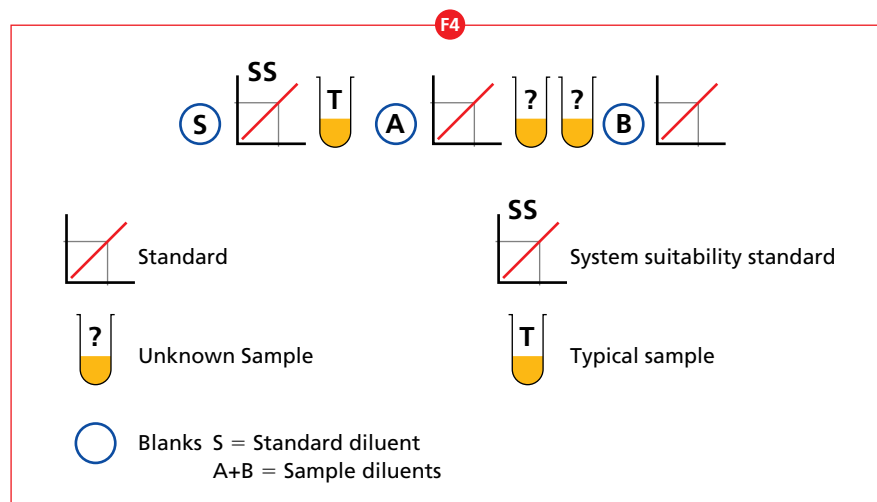 F4
SS
S T A ? ? B
SS
Standard
System suitability standard
?
Unknown Sample
T
Typical sample
Blanks S = Standard diluent
A+B = Sample diluents